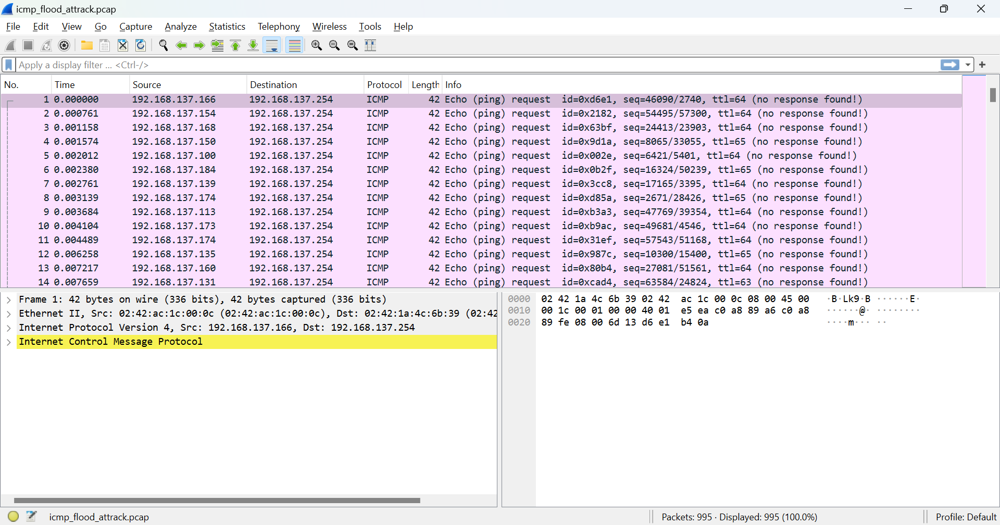 icmp_flood_attrack.pcap
File Edit View Go Capture Analyze Statistics Telephony Wireless Tools Help
Apply a display filter ... <Ctrl-/>
No. Time Source Destination Protocol Length Info
1 0.000000 192.168.137.166 192.168.137.254 ICMP 42 Echo (ping) request id=0xd6e1, seq=46090/2740, ttl=64 (no response found!)
2 0.000761 192.168.137.154 192.168.137.254 ICMP 42 Echo (ping) request id=0x2182, seq=54495/57300, ttl=64 (no response found!)
3 0.001158 192.168.137.168 192.168.137.254 ICMP 42 Echo (ping) request id=0x63bf, seq=24413/23903, ttl=64 (no response found!)
4 0.001574 192.168.137.150 192.168.137.254 ICMP 42 Echo (ping) request id=0x9d1a, seq=8065/33055, ttl=65 (no response found!)
5 0.002012 192.168.137.100 192.168.137.254 ICMP 42 Echo (ping) request id=0x002e, seq=6421/5401, ttl=64 (no response found!)
6 0.002380 192.168.137.184 192.168.137.254 ICMP 42 Echo (ping) request id=0x0b2f, seq=16324/50239, ttl=65 (no response found!)
7 0.002761 192.168.137.139 192.168.137.254 ICMP 42 Echo (ping) request id=0x3cc8, seq=17165/3395, ttl=64 (no response found!)
8 0.003139 192.168.137.174 192.168.137.254 ICMP 42 Echo (ping) request id=0xd85a, seq=2671/28426, ttl=65 (no response found!)
9 0.003684 192.168.137.113 192.168.137.254 ICMP 42 Echo (ping) request id=0xb3a3, seq=47769/39354, ttl=64 (no response found!)
10 0.004104 192.168.137.173 192.168.137.254 ICMP 42 Echo (ping) request id=0xb9ac, seq=49681/4546, ttl=64 (no response found!)
11 0.004489 192.168.137.174 192.168.137.254 ICMP 42 Echo (ping) request id=0x31ef, seq=57543/51168, ttl=64 (no response found!)
12 0.006258 192.168.137.135 192.168.137.254 ICMP 42 Echo (ping) request id=0x987c, seq=10300/15400, ttl=65 (no response found!)
13 0.007217 192.168.137.160 192.168.137.254 ICMP 42 Echo (ping) request id=0x80b4, seq=27081/51561, ttl=64 (no response found!)
14 0.007659 192.168.137.131 192.168.137.254 ICMP 42 Echo (ping) request id=0xcad4, seq=63584/24824, ttl=63 (no response found!)
Frame 1: 42 bytes on wire (336 bits), 42 bytes captured (336 bits)
Ethernet II, Src: 02:42:ac:1c:00:0c (02:42:ac:1c:00:0c), Dst: 02:42:1a:4c:6b:39 (02:42
Internet Protocol Version 4, Src: 192.168.137.166, Dst: 192.168.137.254
Internet Control Message Protocol
0000 02 42 1a 4c 6b 39 02 42 ac 1c 00 0c 08 00 45 00 ·B·Lk9·B ······E·
0010 00 1c 00 01 00 00 40 01 e5 ea c0 a8 89 a6 c0 a8 ······@· ········
0020 89 fe 08 00 6d 13 d6 e1 b4 0a ····m··· ··
icmp_flood_attrack.pcap
Packets: 995 · Displayed: 995 (100.0%)
Profile: Default